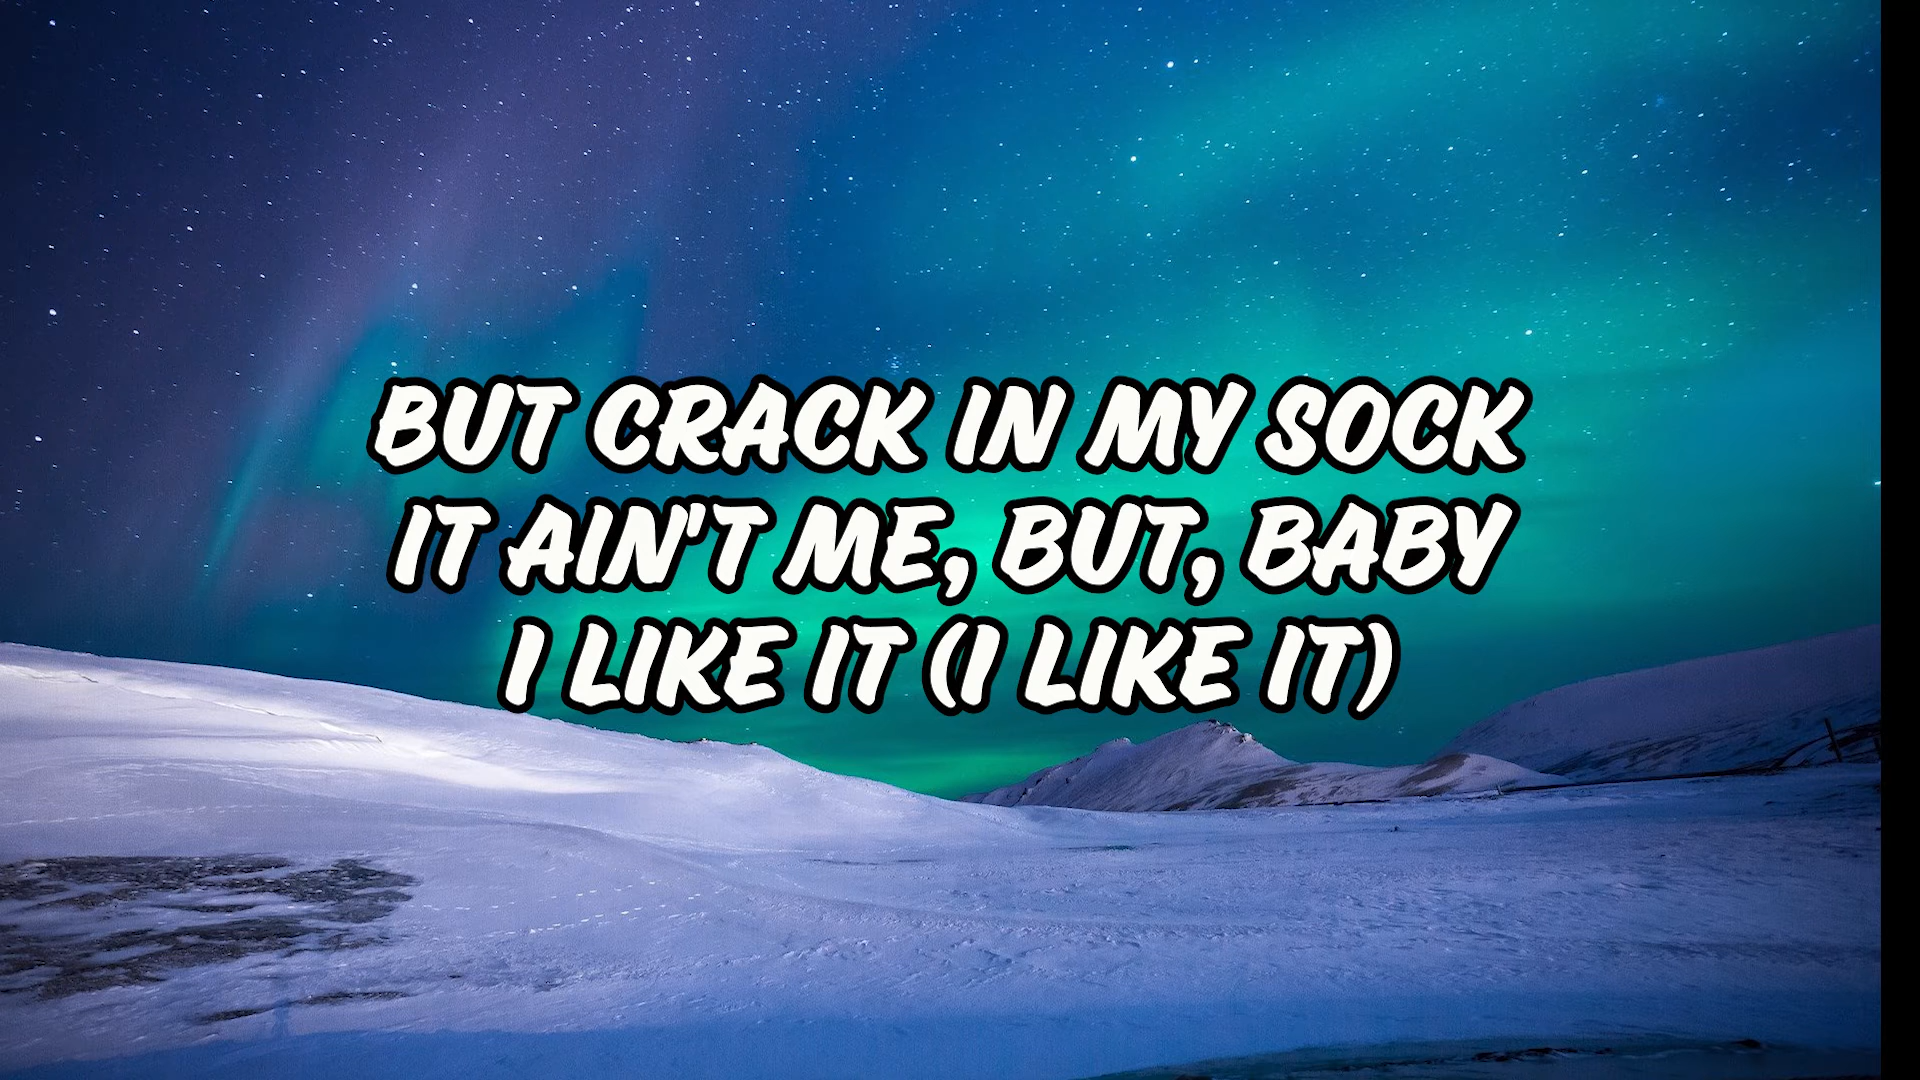 BUT CRACK IN MY SOCK
IT AIN'T ME, BUT, BABY
I LIKE IT (I LIKE IT)